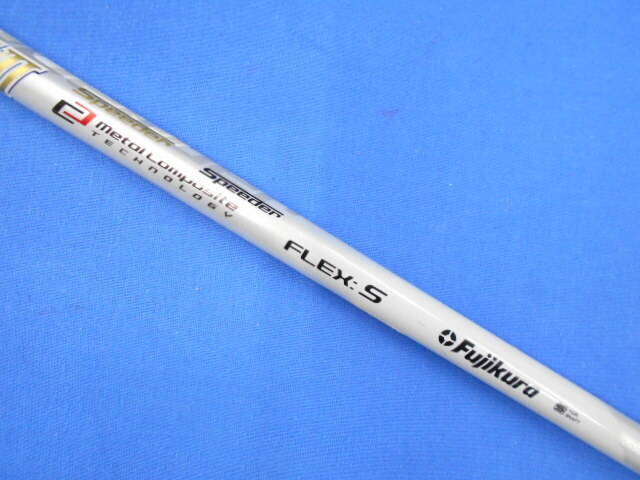 Speeder
Metal Composite
TECHNOLOGY
Speeder
FLEX: S
Fujikura